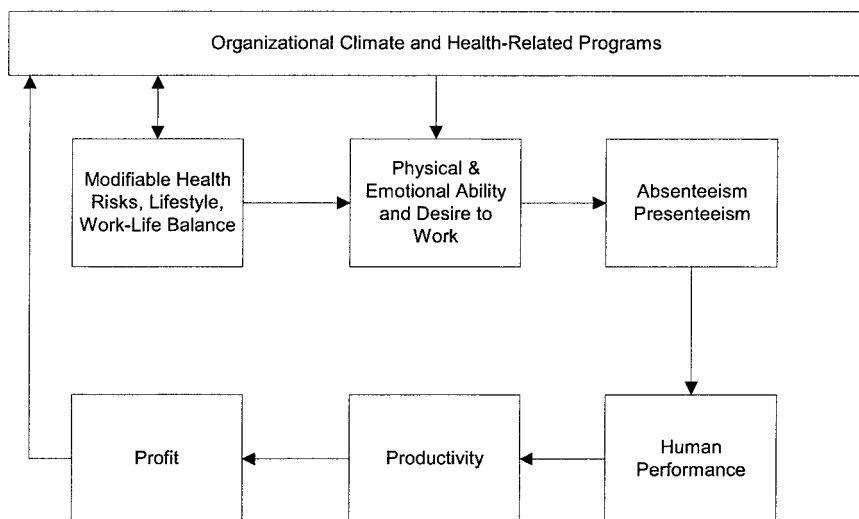 Organizational Climate and Health-Related Programs
Modifiable Health
Risks, Lifestyle,
Work-Life Balance
Physical &
Emotional Ability
and Desire to
Work
Absenteeism
Presenteeism
Profit
Productivity
Human
Performance